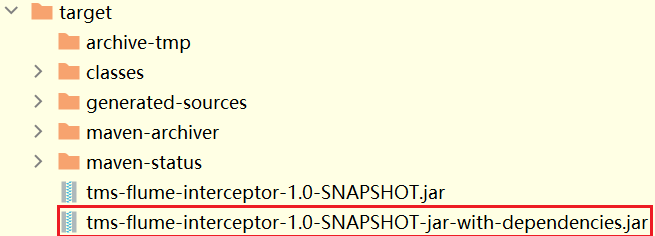 target
archive-tmp
classes
generated-sources
maven-archiver
maven-status
tms-flume-interceptor-1.0-SNAPSHOT.jar
tms-flume-interceptor-1.0-SNAPSHOT-jar-with-dependencies.jar